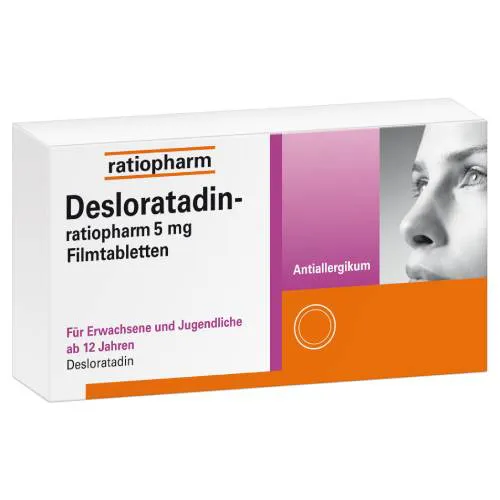 ratiopharm
Desloratadin-
ratiopharm 5 mg
Filmtabletten
Antiallergikum
Für Erwachsene und Jugendliche
ab 12 Jahren
Desloratadin